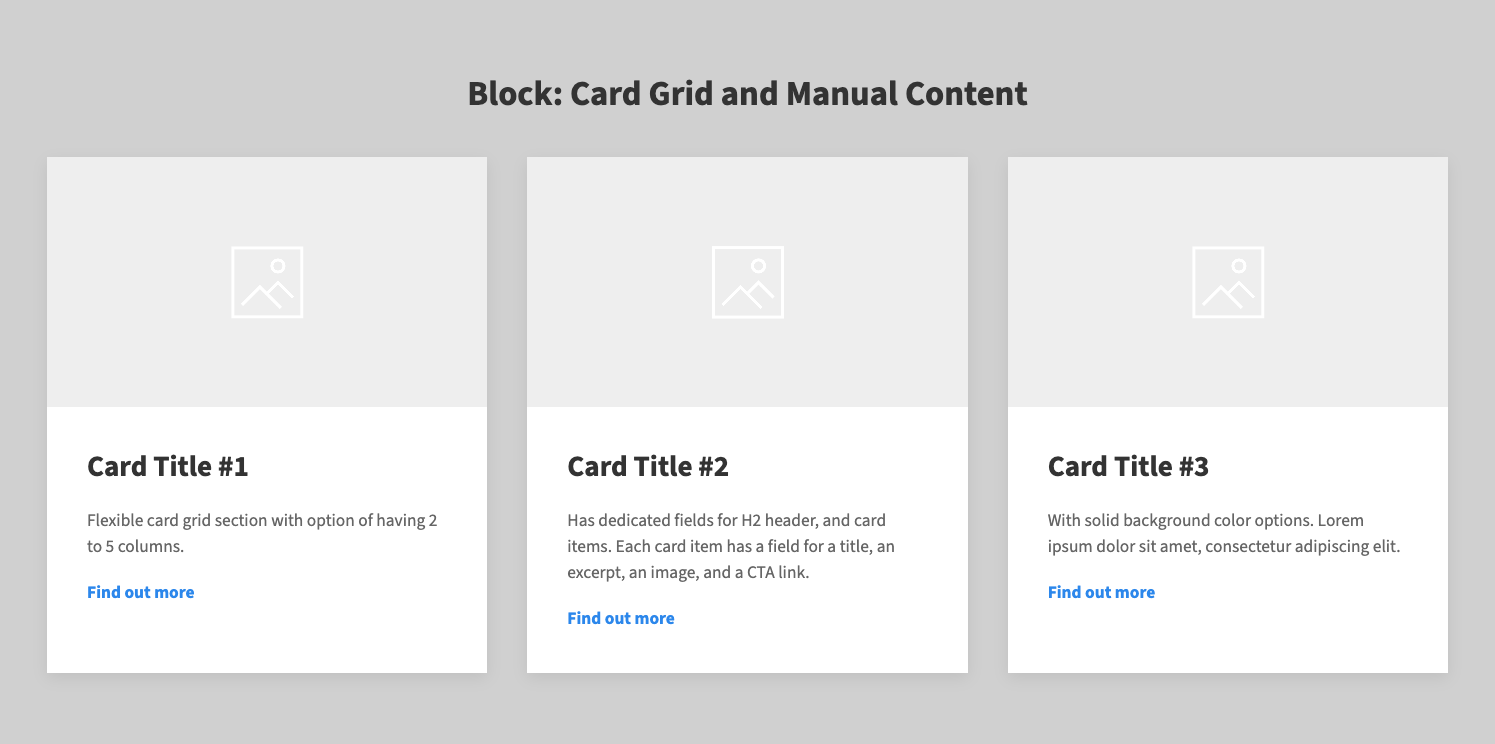 Block: Card Grid and Manual Content
Card Title #1
Flexible card grid section with option of having 2
to 5 columns.
Find out more
Card Title #2
Has dedicated fields for H2 header, and card
items. Each card item has a field for a title, an
excerpt, an image, and a CTA link.
Find out more
Card Title #3
With solid background color options. Lorem
ipsum dolor sit amet, consectetur adipiscing elit.
Find out more